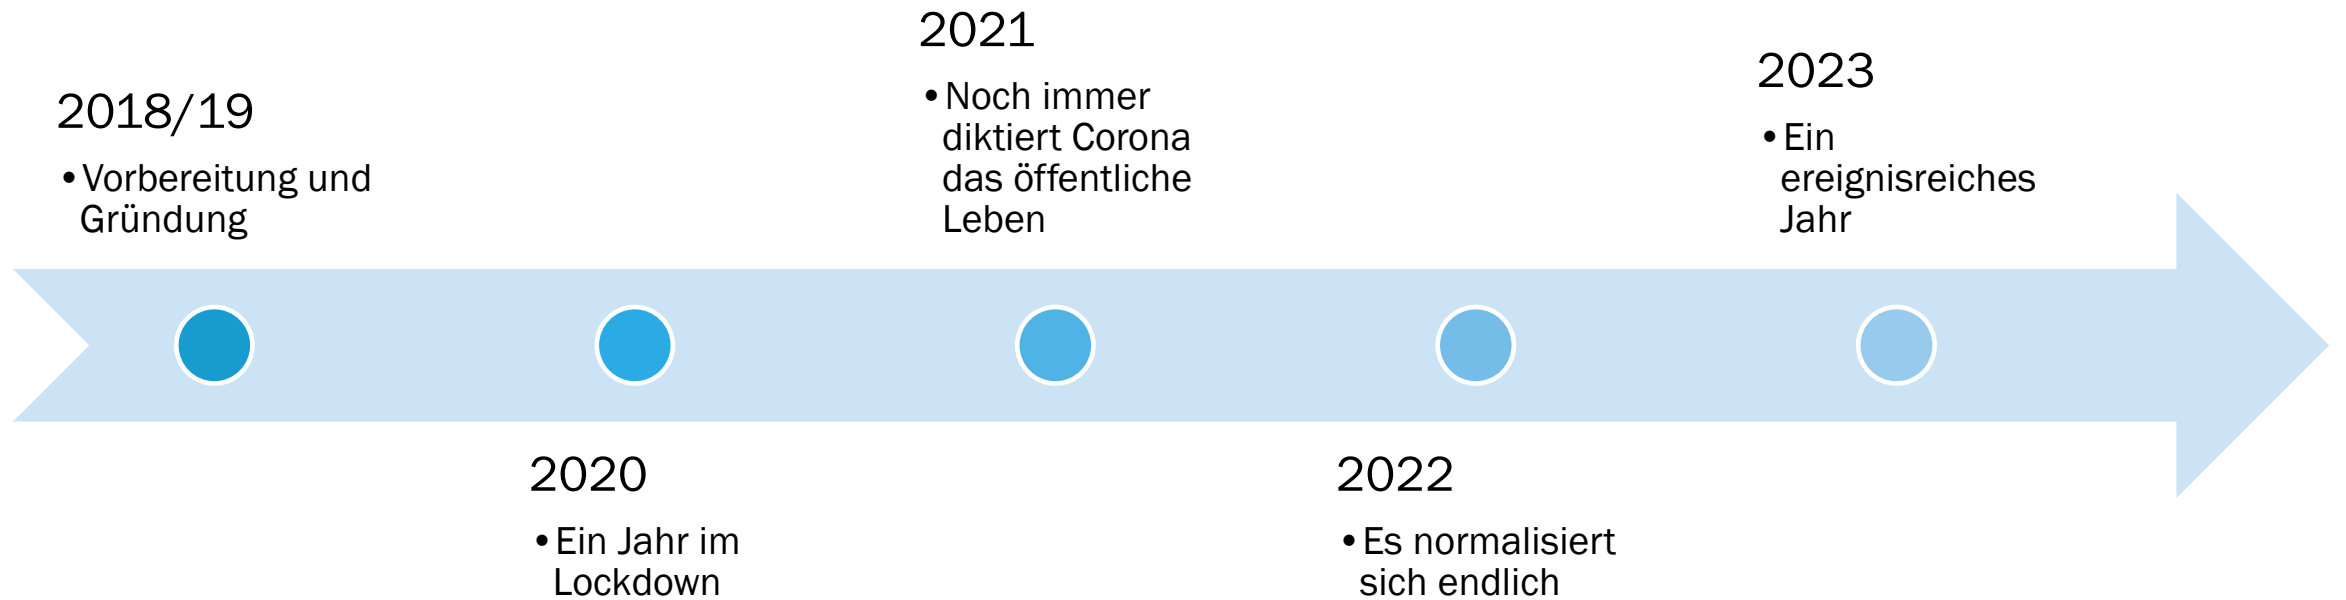 2018/19
•Vorbereitung und
Gründung
2020
•Ein Jahr im
Lockdown
2021
•Noch immer
diktiert Corona
das öffentliche
Leben
2022
•Es normalisiert
sich endlich
2023
•Ein
ereignisreiches
Jahr